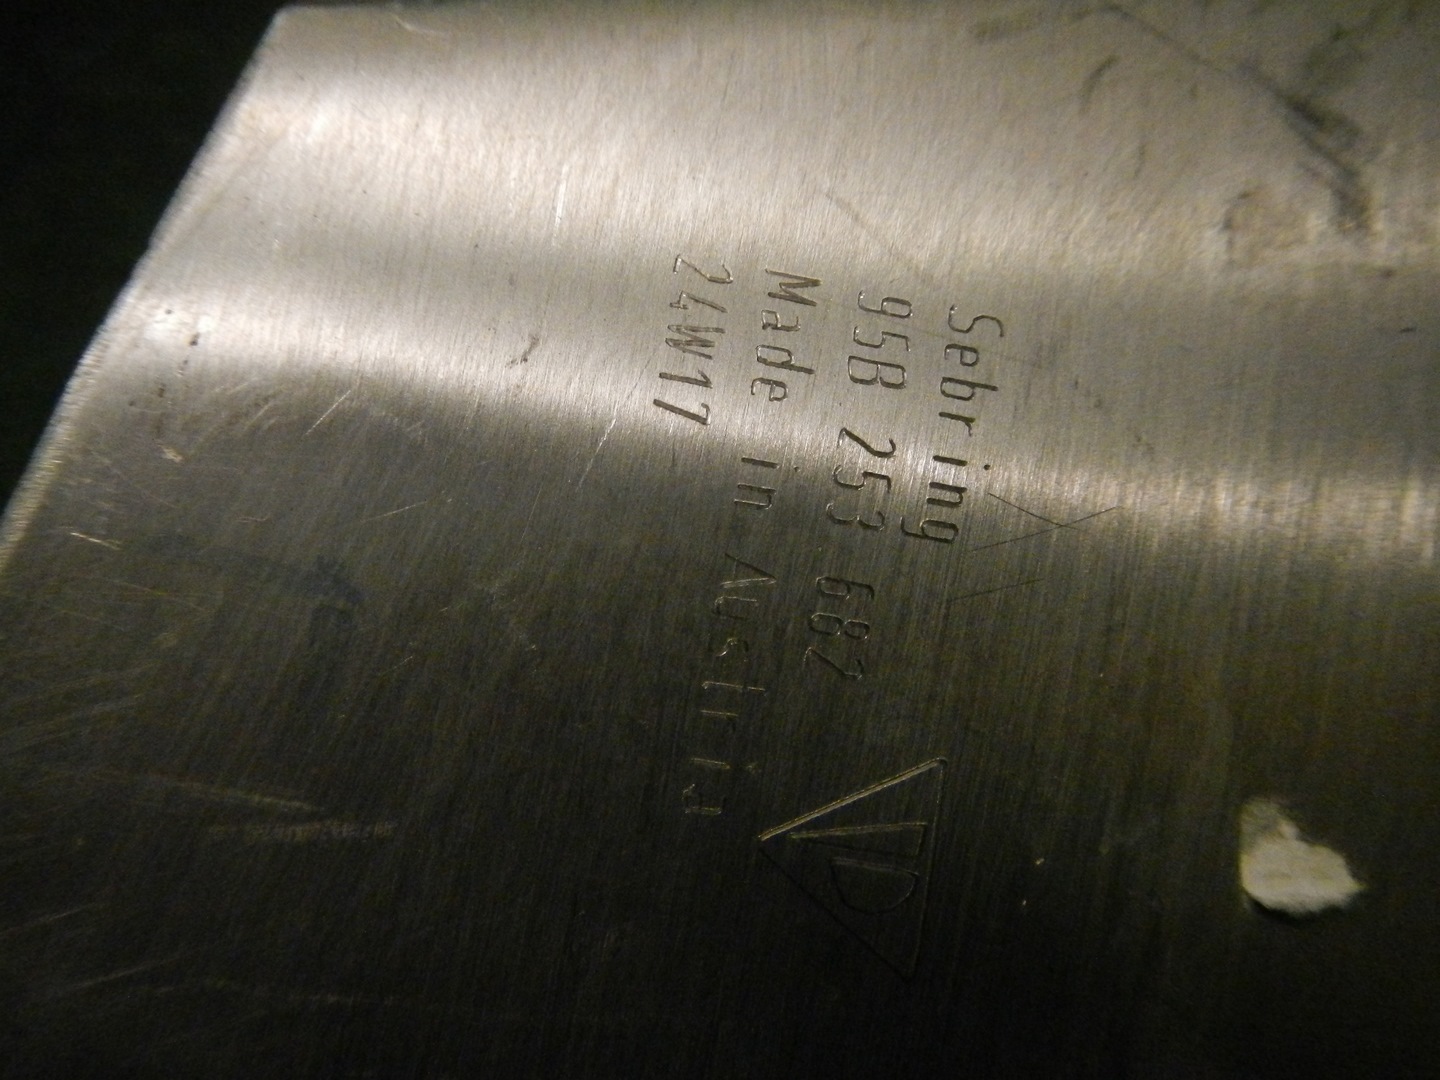 Sebring
95B 253 682
Made in Austria
24W17